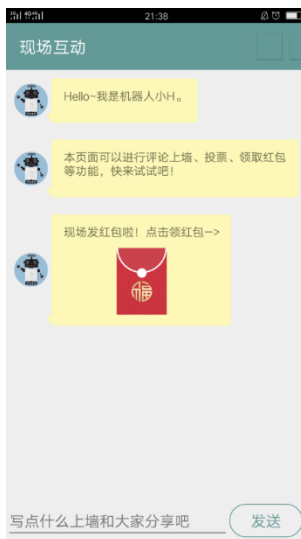 21:38
现场互动
Hello~我是机器人小H。
本页面可以进行评论上墙、投票、领取红包
等功能，快来试试吧！
现场发红包啦！点击领红包-->
福
写点什么上墙和大家分享吧
发送